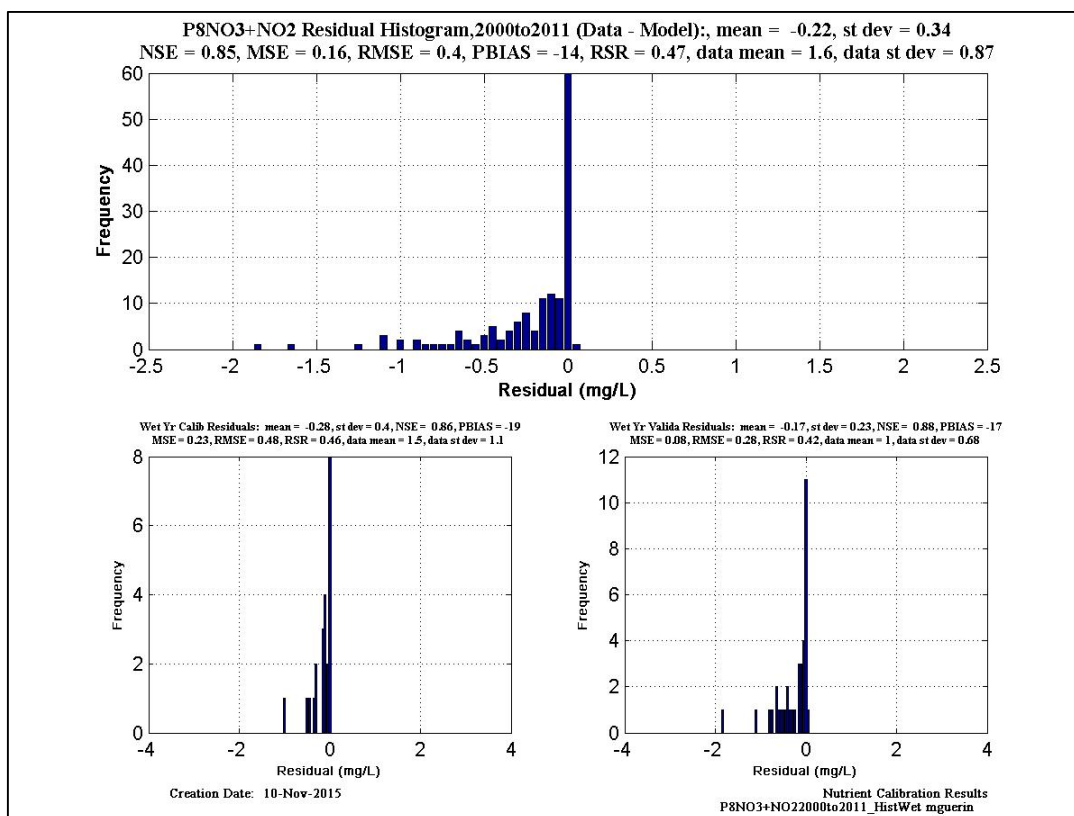 P8NO3+NO2 Residual Histogram,2000to2011 (Data - Model):, mean = -0.22, st dev = 0.34
NSE = 0.85, MSE = 0.16, RMSE = 0.4, PBIAS = -14, RSR = 0.47, data mean = 1.6, data st dev = 0.87
60
50
40
30
20
10
0
Frequency
-2.5 -2 -1.5 -1 -0.5 0 0.5 1 1.5 2 2.5
Residual (mg/L)
Wet Yr Calib Residuals: mean = -0.28, st dev = 0.4, NSE = 0.86, PBIAS = -19
MSE = 0.23, RMSE = 0.48, RSR = 0.46, data mean = 1.5, data st dev = 1.1
8
6
4
2
0
Frequency
-4 -2 0 2 4
Residual (mg/L)
Wet Yr Valida Residuals: mean = -0.17, st dev = 0.23, NSE = 0.88, PBIAS = -17
MSE = 0.08, RMSE = 0.28, RSR = 0.42, data mean = 1, data st dev = 0.68
12
10
8
6
4
2
0
Frequency
-4 -2 0 2 4
Residual (mg/L)
Creation Date: 10-Nov-2015
Nutrient Calibration Results
P8NO3+NO22000to2011_HistWet mguerin